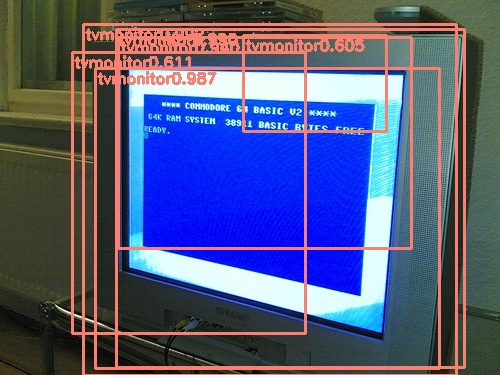 tvmonitor0.605
tvmonitor0.611
tvmonitor0.987
**** COMMODORE 64 BASIC V2 ****
64K RAM SYSTEM 38911 BASIC BYTES FREE
READY.